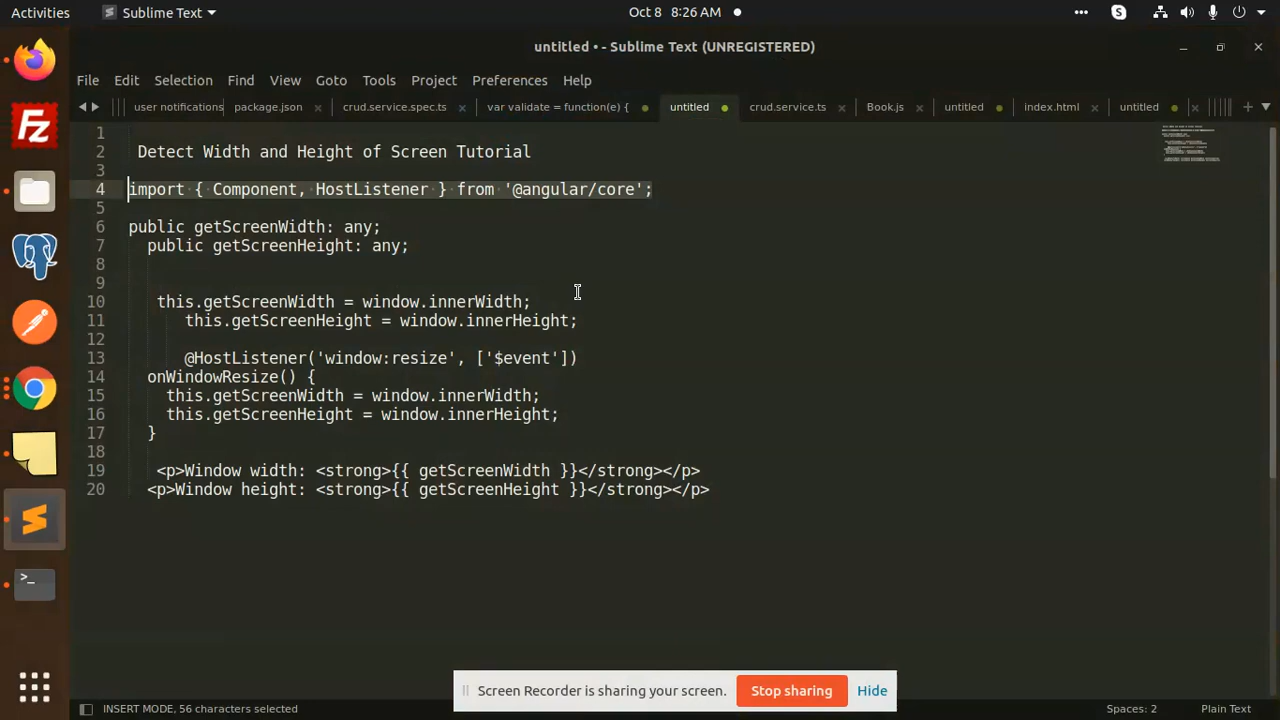 Activities Sublime Text Oct 8 8:26 AM
untitled • - Sublime Text (UNREGISTERED)
File Edit Selection Find View Goto Tools Project Preferences Help
user notifications package.json crud.service.spec.ts var validate = function(e) { untitled crud.service.ts Book.js untitled index.html untitled
1
2 Detect Width and Height of Screen Tutorial
3
4 import { Component, HostListener } from '@angular/core';
5
6 public getScreenWidth: any;
7 public getScreenHeight: any;
8
9
10 this.getScreenWidth = window.innerWidth;
11 this.getScreenHeight = window.innerHeight;
12
13 @HostListener('window:resize', ['$event'])
14 onWindowResize() {
15 this.getScreenWidth = window.innerWidth;
16 this.getScreenHeight = window.innerHeight;
17 }
18
19 <p>Window width: <strong>{{ getScreenWidth }}</strong></p>
20 <p>Window height: <strong>{{ getScreenHeight }}</strong></p>
Screen Recorder is sharing your screen. Stop sharing Hide
INSERT MODE, 56 characters selected Spaces: 2 Plain Text